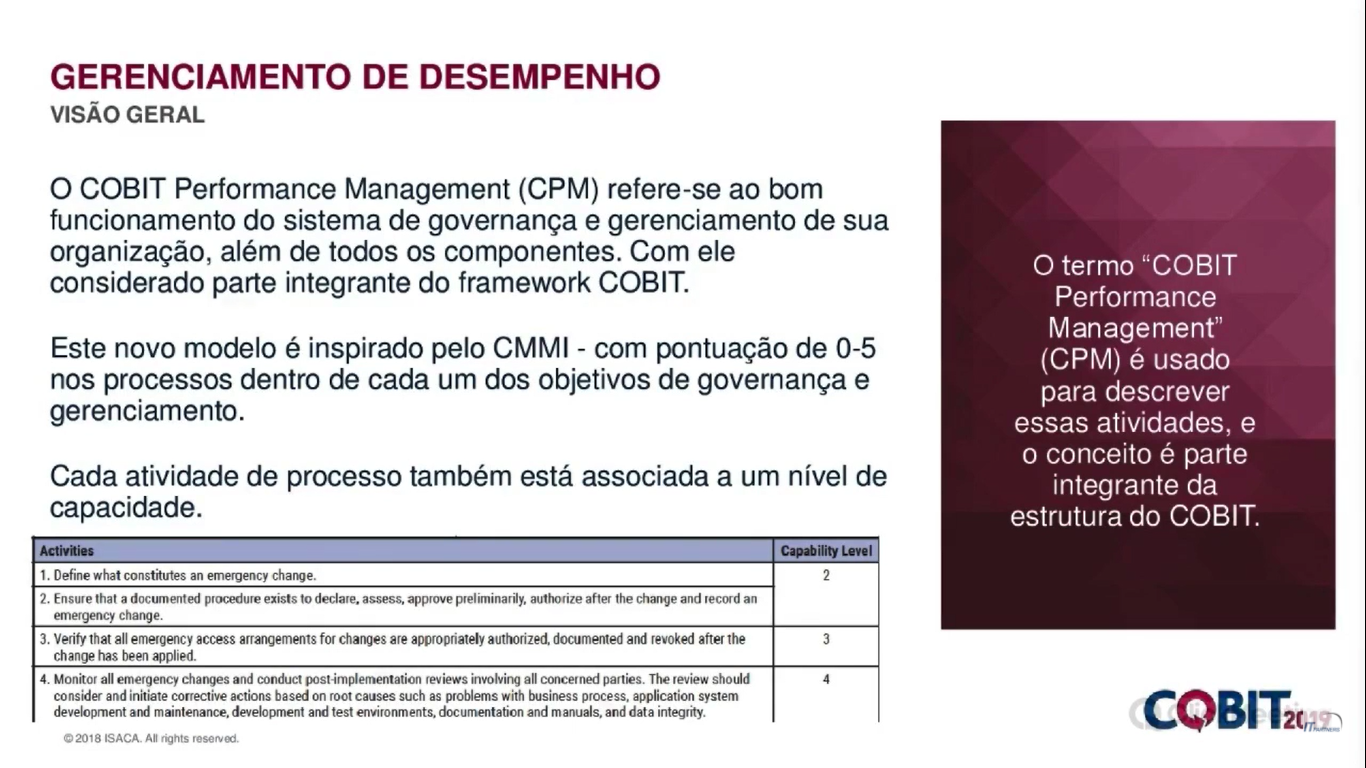 GERENCIAMENTO DE DESEMPENHO
VISÃO GERAL
O COBIT Performance Management (CPM) refere-se ao bom
funcionamento do sistema de governança e gerenciamento de sua
organização, além de todos os componentes. Com ele
considerado parte integrante do framework COBIT.
Este novo modelo é inspirado pelo CMMI - com pontuação de 0-5
nos processos dentro de cada um dos objetivos de governança e
gerenciamento.
Cada atividade de processo também está associada a um nível de
capacidade.
Activities Capability Level
1. Define what constitutes an emergency change. 2
2. Ensure that a documented procedure exists to declare, assess, approve preliminarily, authorize after the change and record an
emergency change.
3. Verify that all emergency access arrangements for changes are appropriately authorized, documented and revoked after the 3
change has been applied.
4. Monitor all emergency changes and conduct post-implementation reviews involving all concerned parties. The review should 4
consider and initiate corrective actions based on root causes such as problems with business process, application system
development and maintenance, development and test environments, documentation and manuals, and data integrity.
© 2018 ISACA. All rights reserved.
O termo “COBIT
Performance
Management”
(CPM) é usado
para descrever
essas atividades, e
o conceito é parte
integrante da
estrutura do COBIT.
COBIT 2019